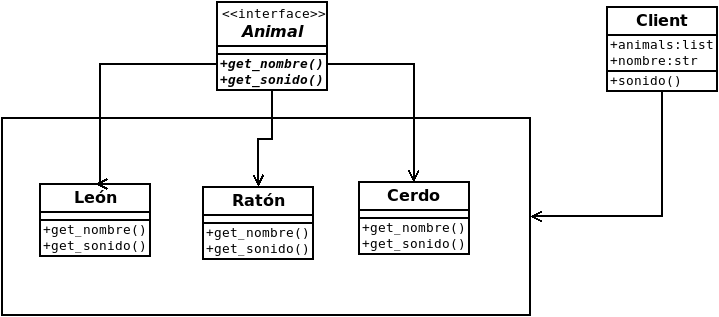 <<interface>>
Animal
+get_nombre()
+get_sonido()
Client
+animals:list
+nombre:str
+sonido()
León
+get_nombre()
+get_sonido()
Ratón
+get_nombre()
+get_sonido()
Cerdo
+get_nombre()
+get_sonido()